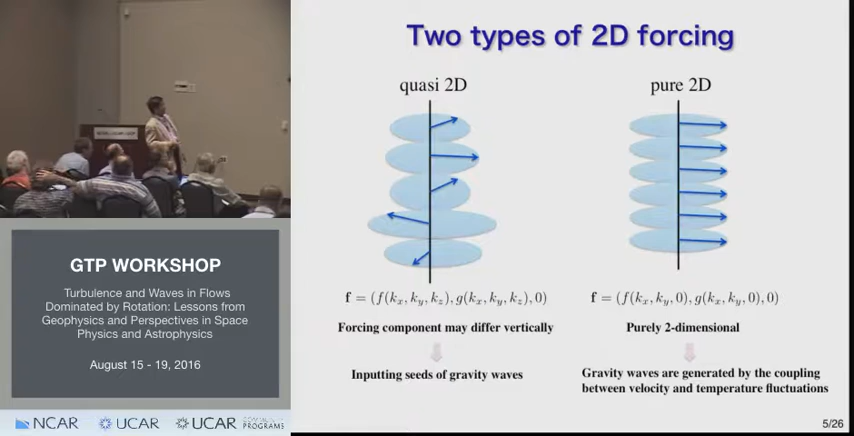 Two types of 2D forcing
quasi 2D
pure 2D
f = (f(kx, ky, kz), g(kx, ky, kz), 0)
f = (f(kx, ky, 0), g(kx, ky, 0), 0)
Forcing component may differ vertically
Purely 2-dimensional
Inputting seeds of gravity waves
Gravity waves are generated by the coupling
between velocity and temperature fluctuations
5/26
GTP WORKSHOP
Turbulence and Waves in Flows
Dominated by Rotation: Lessons from
Geophysics and Perspectives in Space
Physics and Astrophysics
August 15 - 19, 2016
NCAR
UCAR
UCAR
PROGRAMS